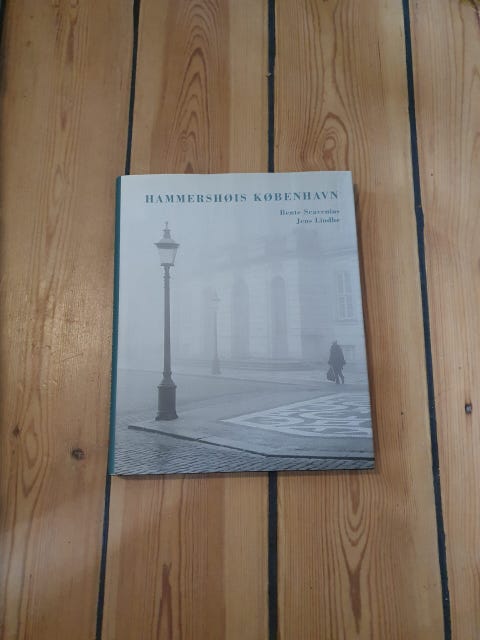 HAMMERSHØIS KØBENHAVN
Bente Scavenius
Jens Lindhe